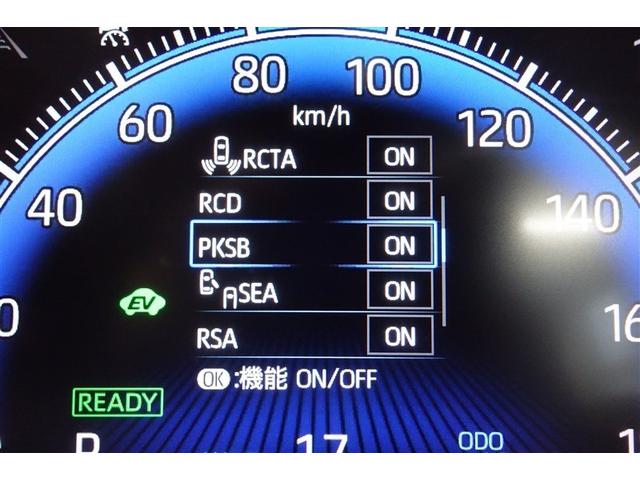 80 100
60 120
km/h
40 140
RCTA ON
RCD ON
PKSB ON
SEA ON
RSA ON
EV
OK:機能 ON/OFF
READY
ODO